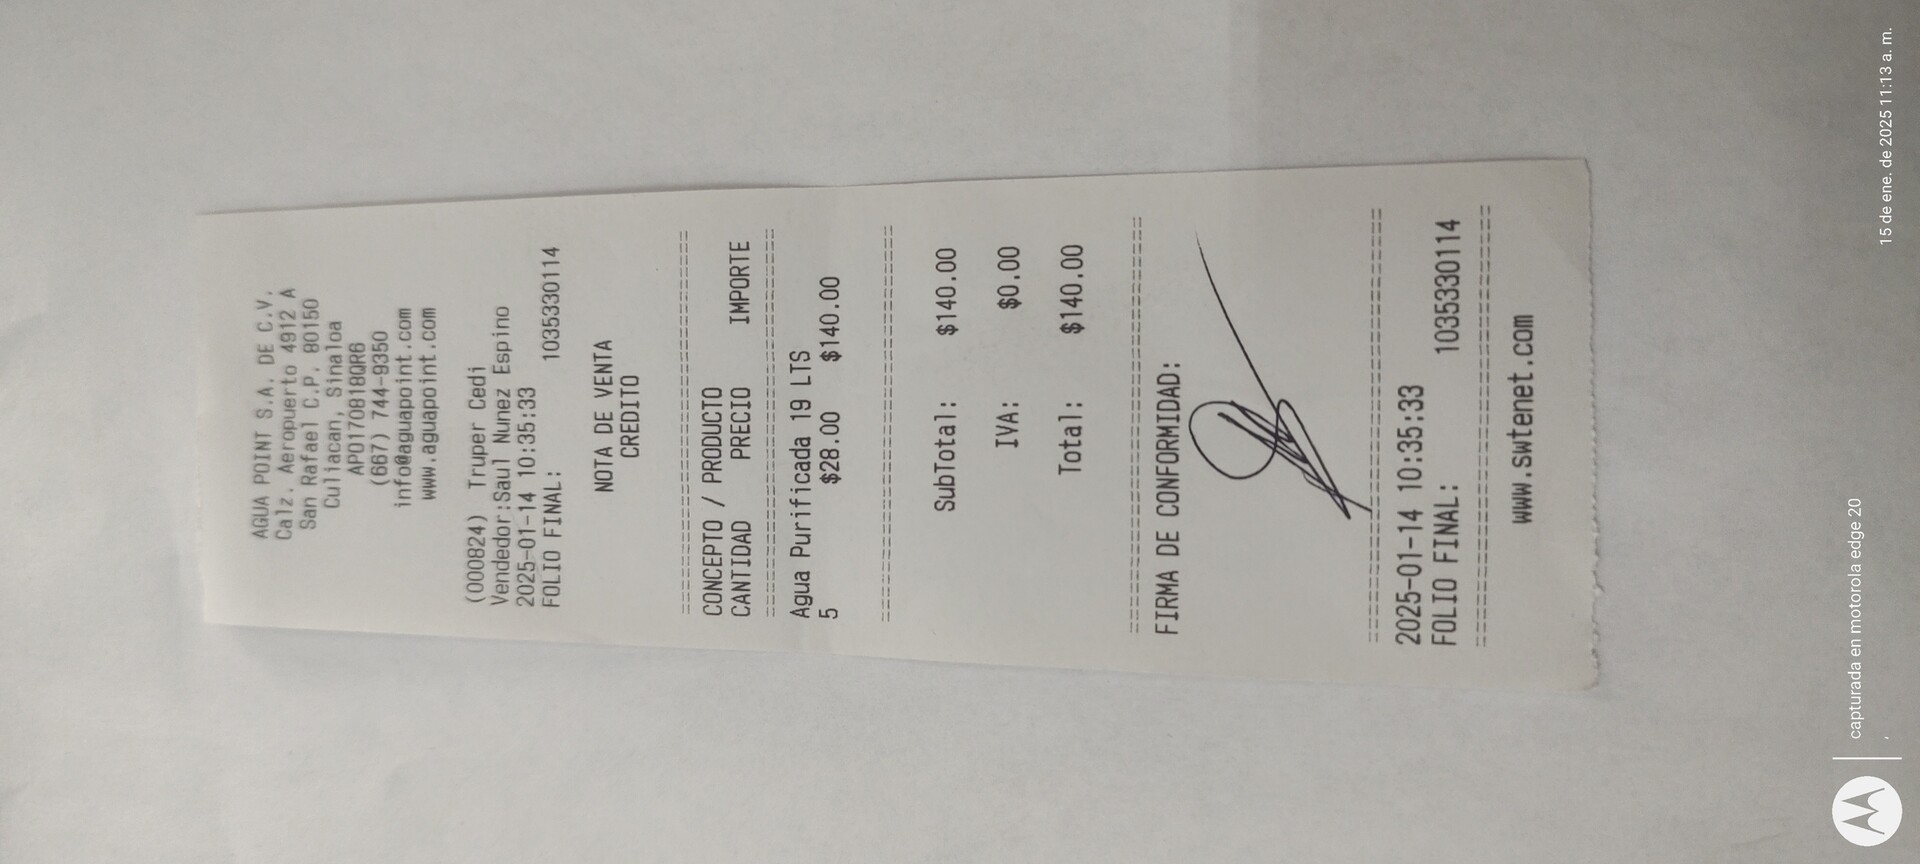 AGUA POINT S.A. DE C.V.
Calz. Aeropuerto 4912 A
San Rafael C.P. 80150
Culiacan, Sinaloa
APO170818QR6
(667) 744-9350
info@aguapoint.com
www.aguapoint.com
(000824) Truper Cedi
Vendedor:Saul Nunez Espino
2025-01-14 10:35:33
FOLIO FINAL: 1035330114
NOTA DE VENTA
CREDITO
CONCEPTO / PRODUCTO
CANTIDAD PRECIO IMPORTE
Agua Purificada 19 LTS
5 $28.00 $140.00
SubTotal: $140.00
IVA: $0.00
Total: $140.00
FIRMA DE CONFORMIDAD:
2025-01-14 10:35:33
FOLIO FINAL: 1035330114
www.swtenet.com
capturada en motorola edge 20
,
15 de ene. de 2025 11:13 a. m.